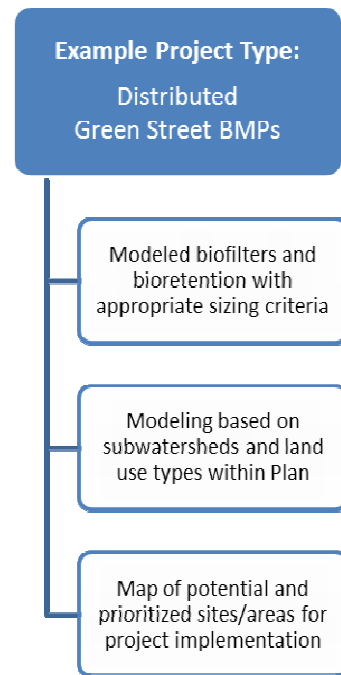 Example Project Type:
Distributed
Green Street BMPs
Modeled biofilters and
bioretention with
appropriate sizing criteria
Modeling based on
subwatersheds and land
use types within Plan
Map of potential and
prioritized sites/areas for
project implementation